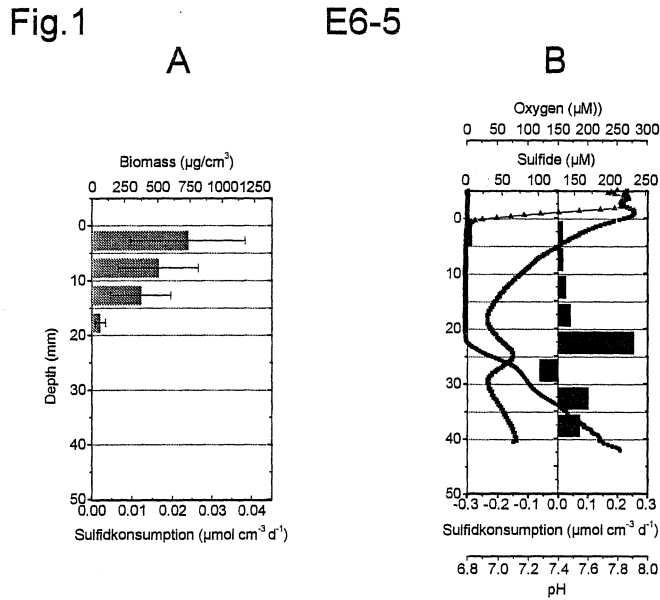 Fig.1 E6-5
A B
Oxygen (µM))
0 50 100 150 200 250 300
Biomass (µg/cm³) Sulfide (µM)
0 250 500 750 1000 1250 0 50 100 150 200 250
0 0
10 10
20 20
Depth (mm)
30 30
40 40
50 50
0.00 0.01 0.02 0.03 0.04 -0.3 -0.2 -0.1 0.0 0.1 0.2 0.3
Sulfidkonsumption (µmol cm⁻³ d⁻¹) Sulfidkonsumption (µmol cm⁻³ d⁻¹)
6.8 7.0 7.2 7.4 7.6 7.8 8.0
pH